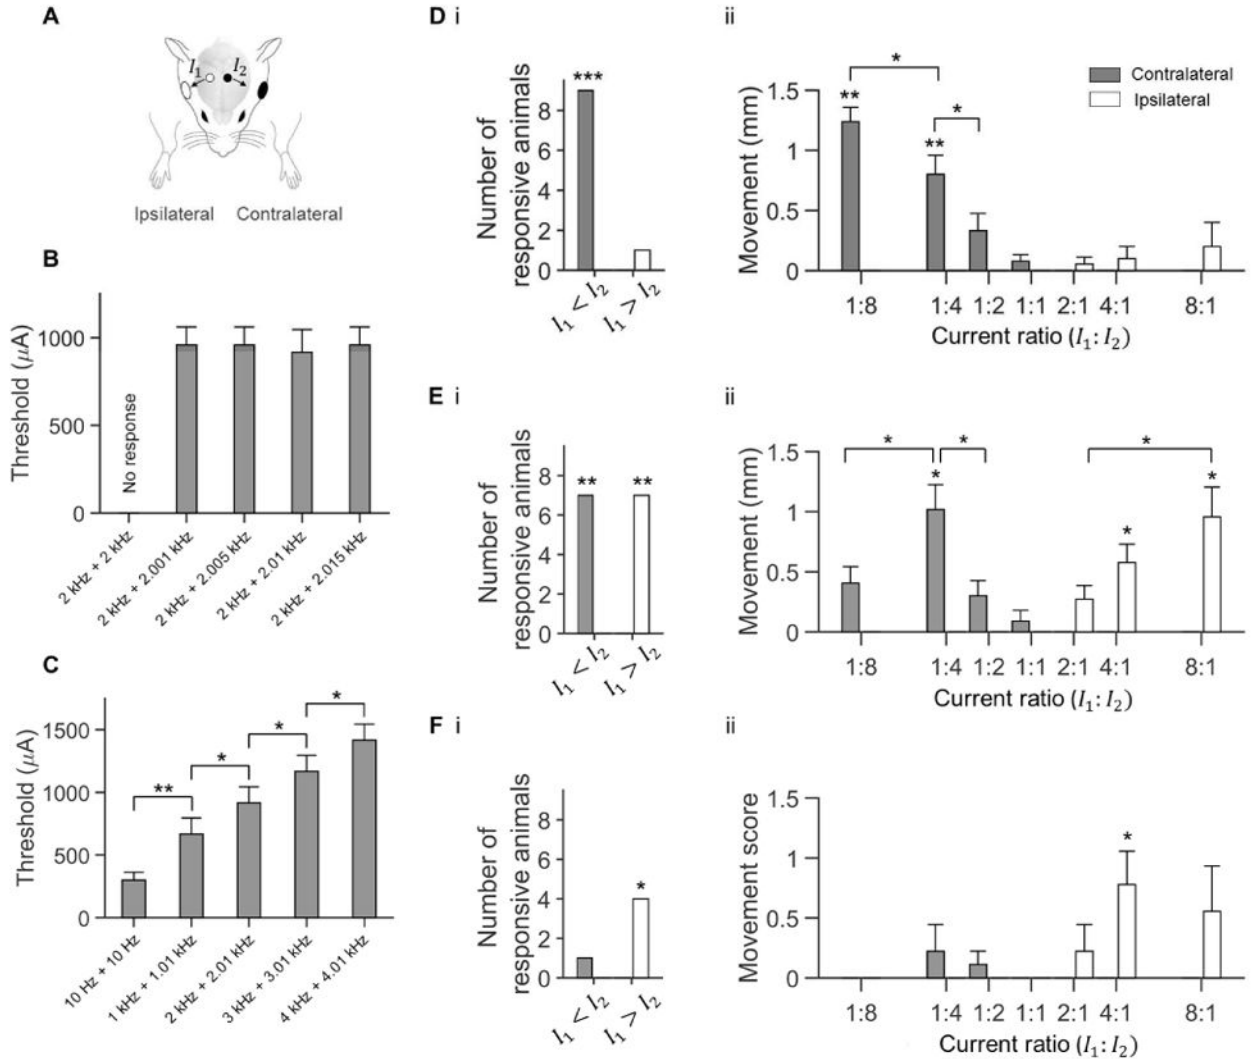 A
I₁
I₂
Ipsilateral
Contralateral
B
Threshold (μA)
1000
500
0
No response
2 kHz + 2 kHz
2 kHz + 2.001 kHz
2 kHz + 2.005 kHz
2 kHz + 2.01 kHz
2 kHz + 2.015 kHz
C
Threshold (μA)
1500
1000
500
0
**
*
*
*
10 Hz + 10 Hz
1 kHz + 1.01 kHz
2 kHz + 2.01 kHz
3 kHz + 3.01 kHz
4 kHz + 4.01 kHz
D i
Number of
responsive animals
8
6
4
2
0
***
I₁ < I₂
I₁ > I₂
ii
Contralateral
Ipsilateral
Movement (mm)
1.5
1
0.5
0
*
**
*
**
1:8
1:4
1:2
1:1
2:1
4:1
8:1
Current ratio (I₁: I₂)
E i
Number of
responsive animals
8
6
4
2
0
**
**
I₁ < I₂
I₁ > I₂
ii
Movement (mm)
1.5
1
0.5
0
*
*
*
*
*
*
1:8
1:4
1:2
1:1
2:1
4:1
8:1
Current ratio (I₁: I₂)
F i
Number of
responsive animals
8
6
4
2
0
*
I₁ < I₂
I₁ > I₂
ii
Movement score
1.5
1
0.5
0
*
1:8
1:4
1:2
1:1
2:1
4:1
8:1
Current ratio (I₁: I₂)